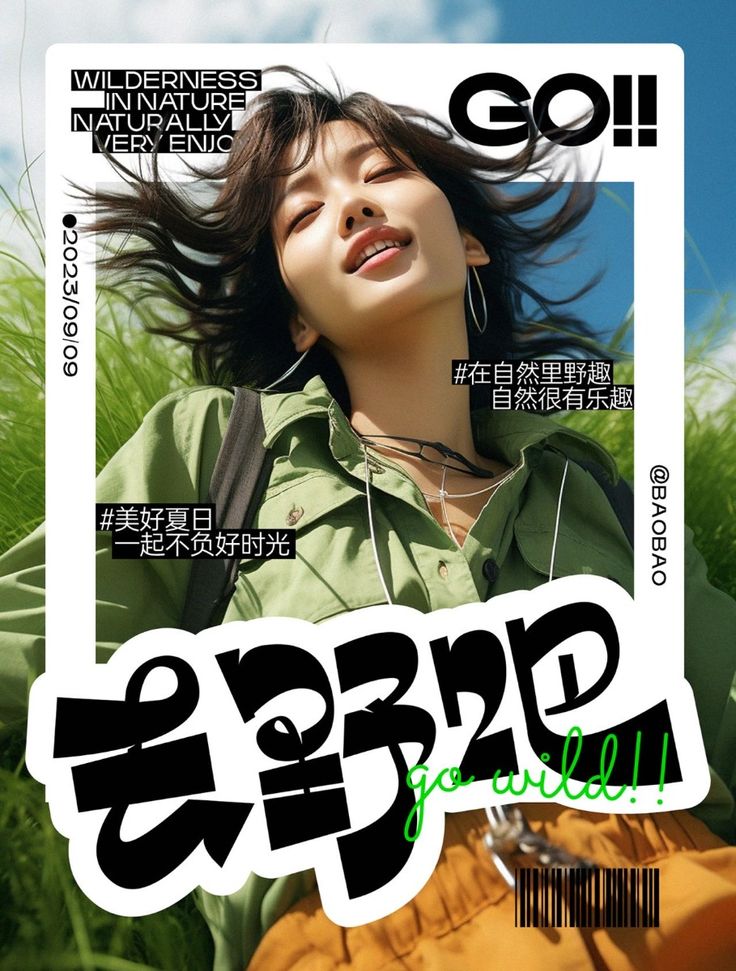 WILDERNESS
IN NATURE
NATURALLY
VERY ENJOY
GO!!
2023/09/09
#在自然里野趣
自然很有乐趣
@BAOBAO
#美好夏日
一起不负好时光
去野吧
go wild!!